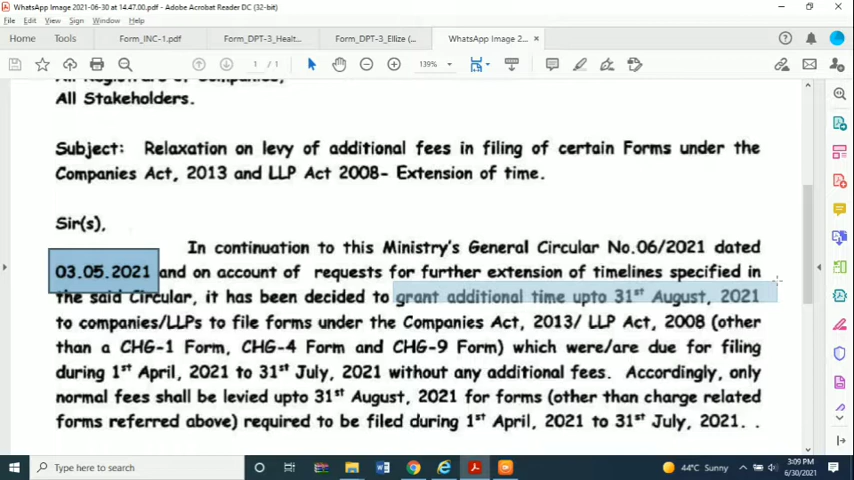 WhatsApp Image 2021-06-30 at 14.47.00.pdf - Adobe Acrobat Reader DC (32-bit)
File Edit View Sign Window Help
Home Tools Form_INC-1.pdf Form_DPT-3_Healt... Form_DPT-3_Ellize (... WhatsApp Image 2... ×
1 / 1 139%
All Registrars of Companies,
All Stakeholders.
Subject: Relaxation on levy of additional fees in filing of certain Forms under the
Companies Act, 2013 and LLP Act 2008- Extension of time.
Sir(s),
In continuation to this Ministry's General Circular No.06/2021 dated
03.05.2021 and on account of requests for further extension of timelines specified in
the said Circular, it has been decided to grant additional time upto 31st August, 2021
to companies/LLPs to file forms under the Companies Act, 2013/ LLP Act, 2008 (other
than a CHG-1 Form, CHG-4 Form and CHG-9 Form) which were/are due for filing
during 1st April, 2021 to 31st July, 2021 without any additional fees. Accordingly, only
normal fees shall be levied upto 31st August, 2021 for forms (other than charge related
forms referred above) required to be filed during 1st April, 2021 to 31st July, 2021. .
Type here to search
44°C Sunny
3:09 PM
6/30/2021